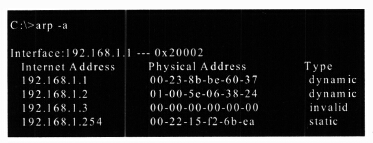 C:\>arp -a
Interface:192.168.1.1 --- 0x20002
Internet Address Physical Address Type
192.168.1.1 00-23-8b-be-60-37 dynamic
192.168.1.2 01-00-5e-06-38-24 dynamic
192.168.1.3 00-00-00-00-00-00 invalid
192.168.1.254 00-22-15-f2-6b-ea static